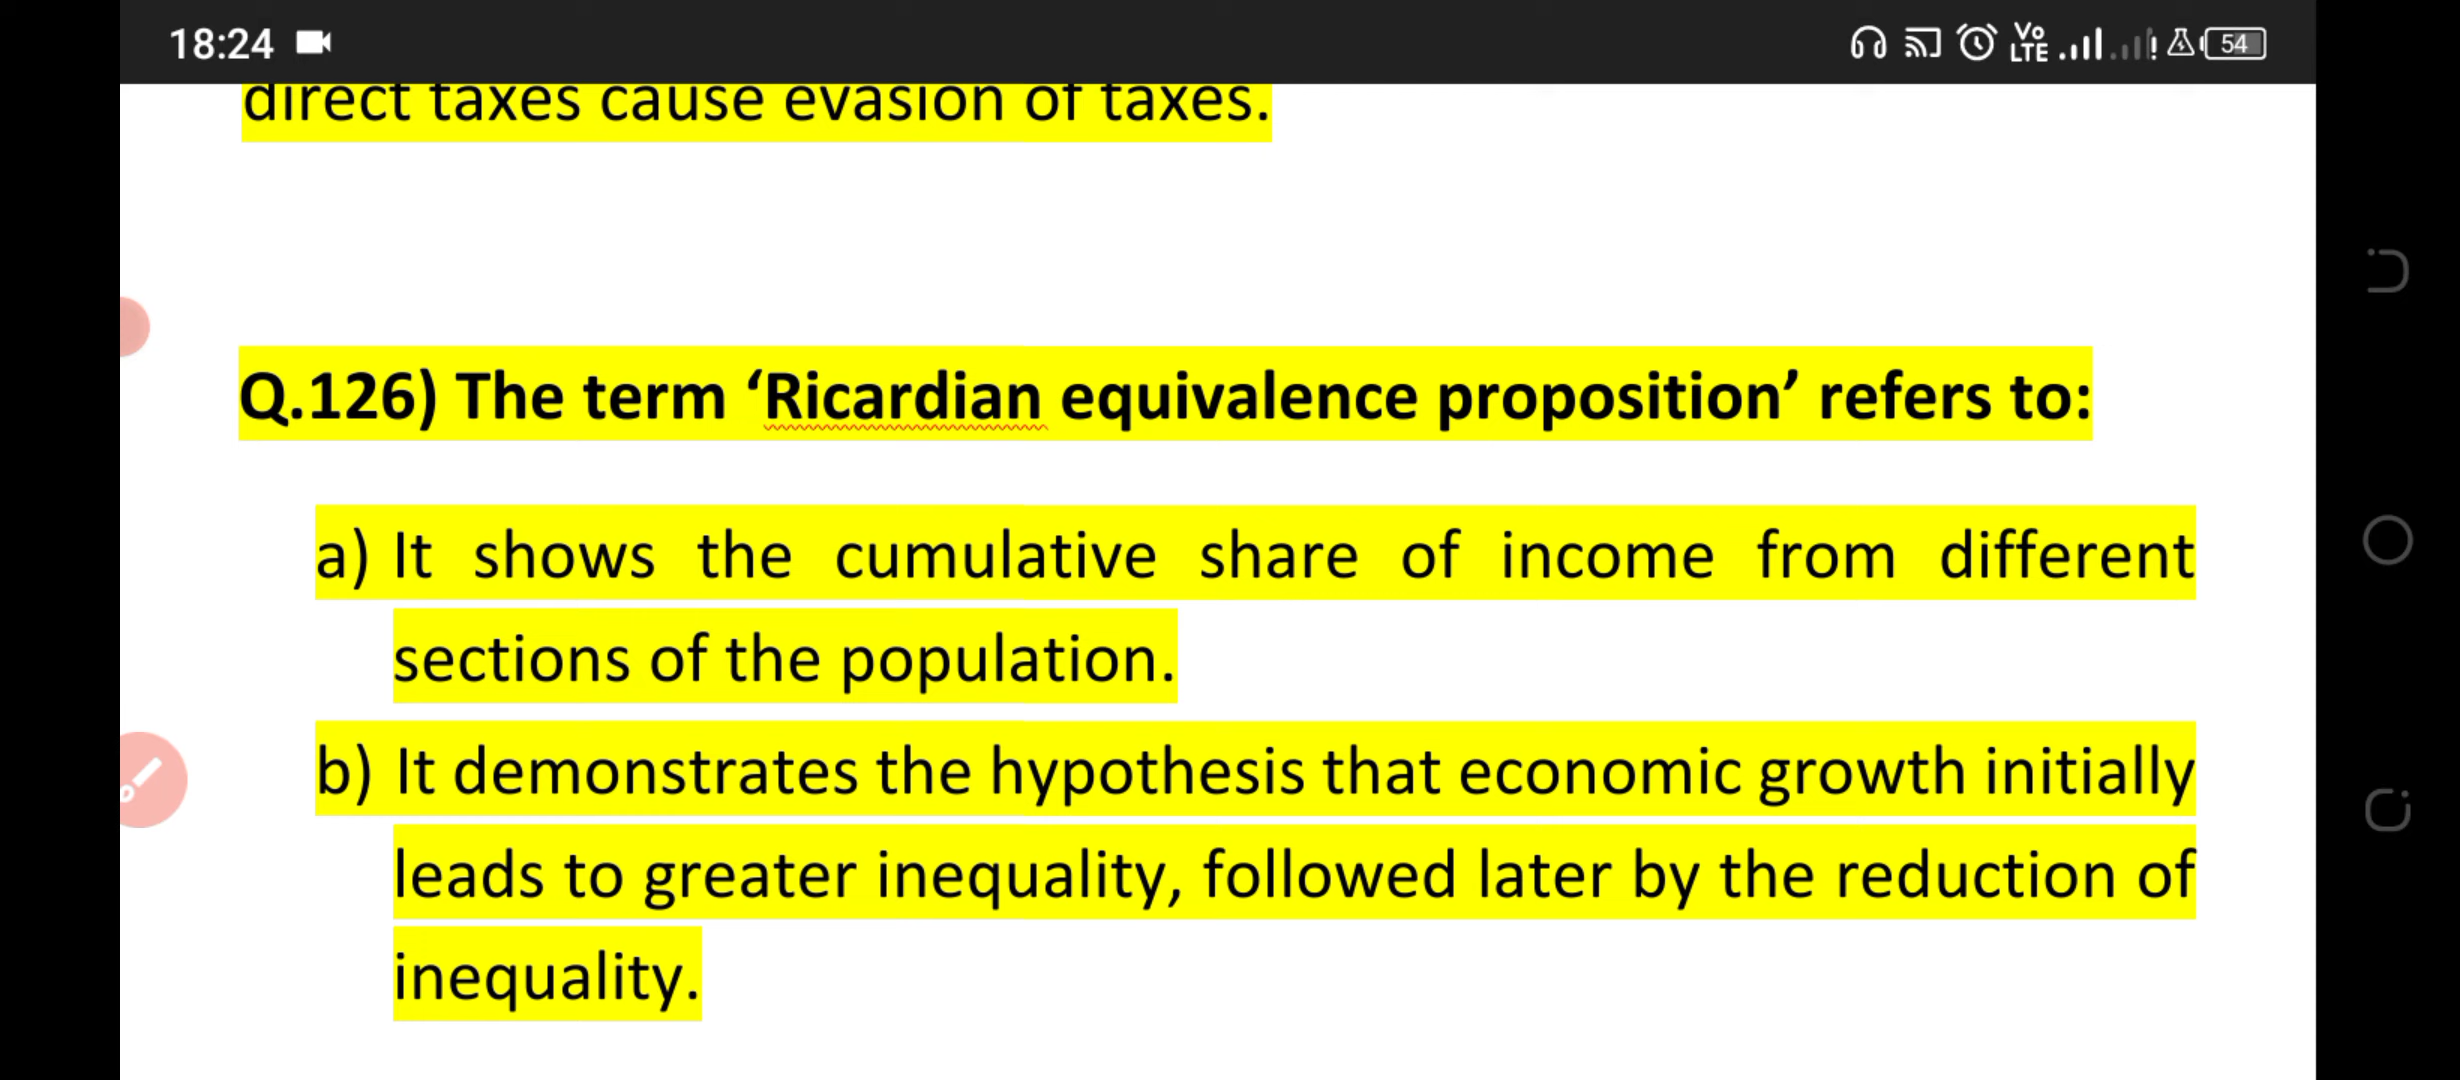 18:24
Vo
LTE
54
direct taxes cause evasion of taxes.
Q.126) The term ‘Ricardian equivalence proposition’ refers to:
a) It shows the cumulative share of income from different
sections of the population.
b) It demonstrates the hypothesis that economic growth initially
leads to greater inequality, followed later by the reduction of
inequality.